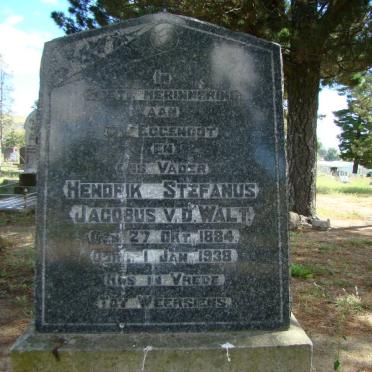 IN
HERINNERING
AAN
EGGENOOT
EN
VADER
HENDRIK STEFANUS
JACOBUS V.D. WALT
27 OKT 1884
1 JAN 1938
RUS IN VREDE
TOT WEERSIENS